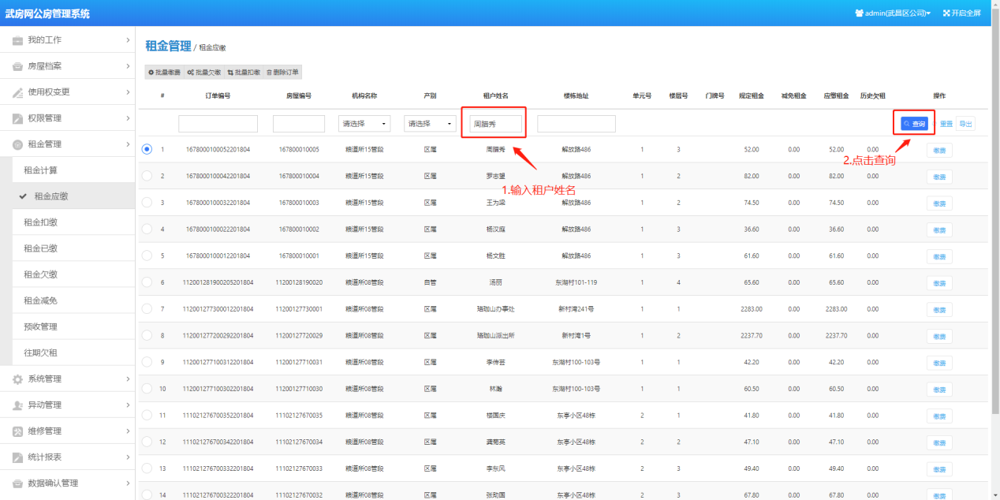 武房网公房管理系统
admin(武昌区公司) 开启全屏
我的工作
房屋档案
使用权变更
权限管理
租金管理
租金计算
租金应缴
租金扣缴
租金已缴
租金欠缴
租金减免
预收管理
往期欠租
系统管理
异动管理
维修管理
统计报表
数据确认管理
租金管理 / 租金应缴
批量缴费 批量欠缴 批量扣缴 删除订单
# 订单编号 房屋编号 机构名称 产别 租户姓名 楼栋地址 单元号 楼层号 门牌号 规定租金 减免租金 应缴租金 历史欠租 操作
请选择 请选择 周腊秀 查询 重置 导出
1 1678000100052201804 167800010005 粮道所15管段 区属 周腊秀 解放路486 1 3 52.00 0.00 52.00 0.00 缴费
2.点击查询
2 1678000100042201804 167800010004 粮道所15管段 区属 罗志望 解放路486 1 2 82.00 0.00 82.00 0.00 缴费
1.输入租户姓名
3 1678000100032201804 167800010003 粮道所15管段 区属 王为梁 解放路486 1 2 74.50 0.00 74.50 0.00 缴费
4 1678000100022201804 167800010002 粮道所15管段 区属 杨汉庭 解放路486 1 3 36.60 0.00 36.60 0.00 缴费
5 1678000100012201804 167800010001 粮道所15管段 区属 杨文胜 解放路486 1 3 61.60 0.00 61.60 0.00 缴费
6 112001281900205201804 11200128190020 粮道所08管段 自管 汤丽 东湖村101-119 1 4 65.60 0.00 65.60 0.00 缴费
7 112001277300012201804 11200127730001 粮道所08管段 区属 珞珈山办事处 新村湾241号 1 1 2283.00 0.00 2283.00 0.00 缴费
8 112001277200292201804 11200127720029 粮道所08管段 区属 珞珈山派出所 新村湾1号 1 2 2237.70 0.00 2237.70 0.00 缴费
9 112001277100312201804 11200127710031 粮道所08管段 区属 李传芸 东湖村100-103号 1 1 42.20 0.00 42.20 0.00 缴费
10 112001277100302201804 11200127710030 粮道所08管段 区属 林瀚 东湖村100-103号 1 1 60.50 0.00 60.50 0.00 缴费
11 111021276700352201804 11102127670035 粮道所08管段 区属 楼国庆 东亭小区48栋 2 1 41.80 0.00 41.80 0.00 缴费
12 111021276700342201804 11102127670034 粮道所08管段 区属 龚菊英 东亭小区48栋 2 2 47.10 0.00 47.10 0.00 缴费
13 111021276700332201804 11102127670033 粮道所08管段 区属 李东风 东亭小区48栋 2 3 49.40 0.00 49.40 0.00 缴费
14 111021276700322201804 11102127670032 粮道所08管段 区属 张助国 东亭小区48栋 2 3 67.80 0.00 67.80 0.00 缴费